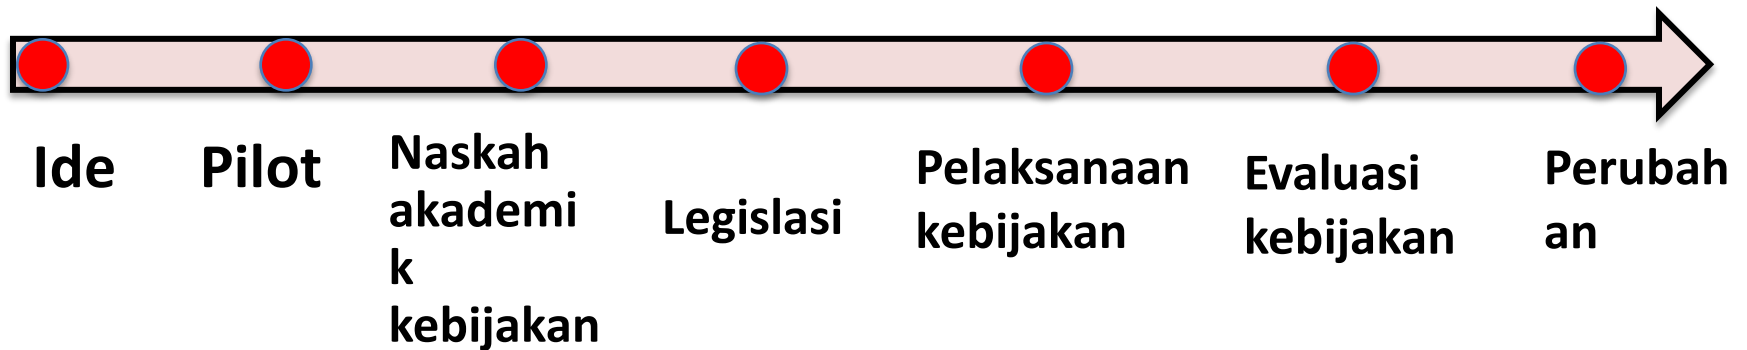 Ide
Pilot
Naskah
akademi
k
kebijakan
Legislasi
Pelaksanaan
kebijakan
Evaluasi
kebijakan
Perubah
an